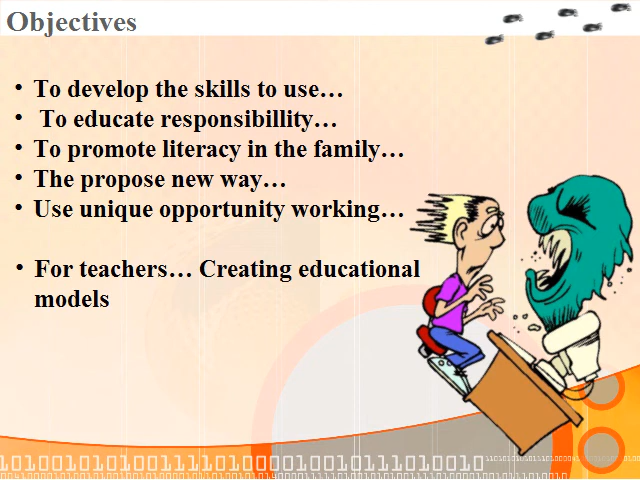 Objectives
• To develop the skills to use…
• To educate responsibillity…
• To promote literacy in the family…
• The propose new way…
• Use unique opportunity working…
• For teachers… Creating educational
models